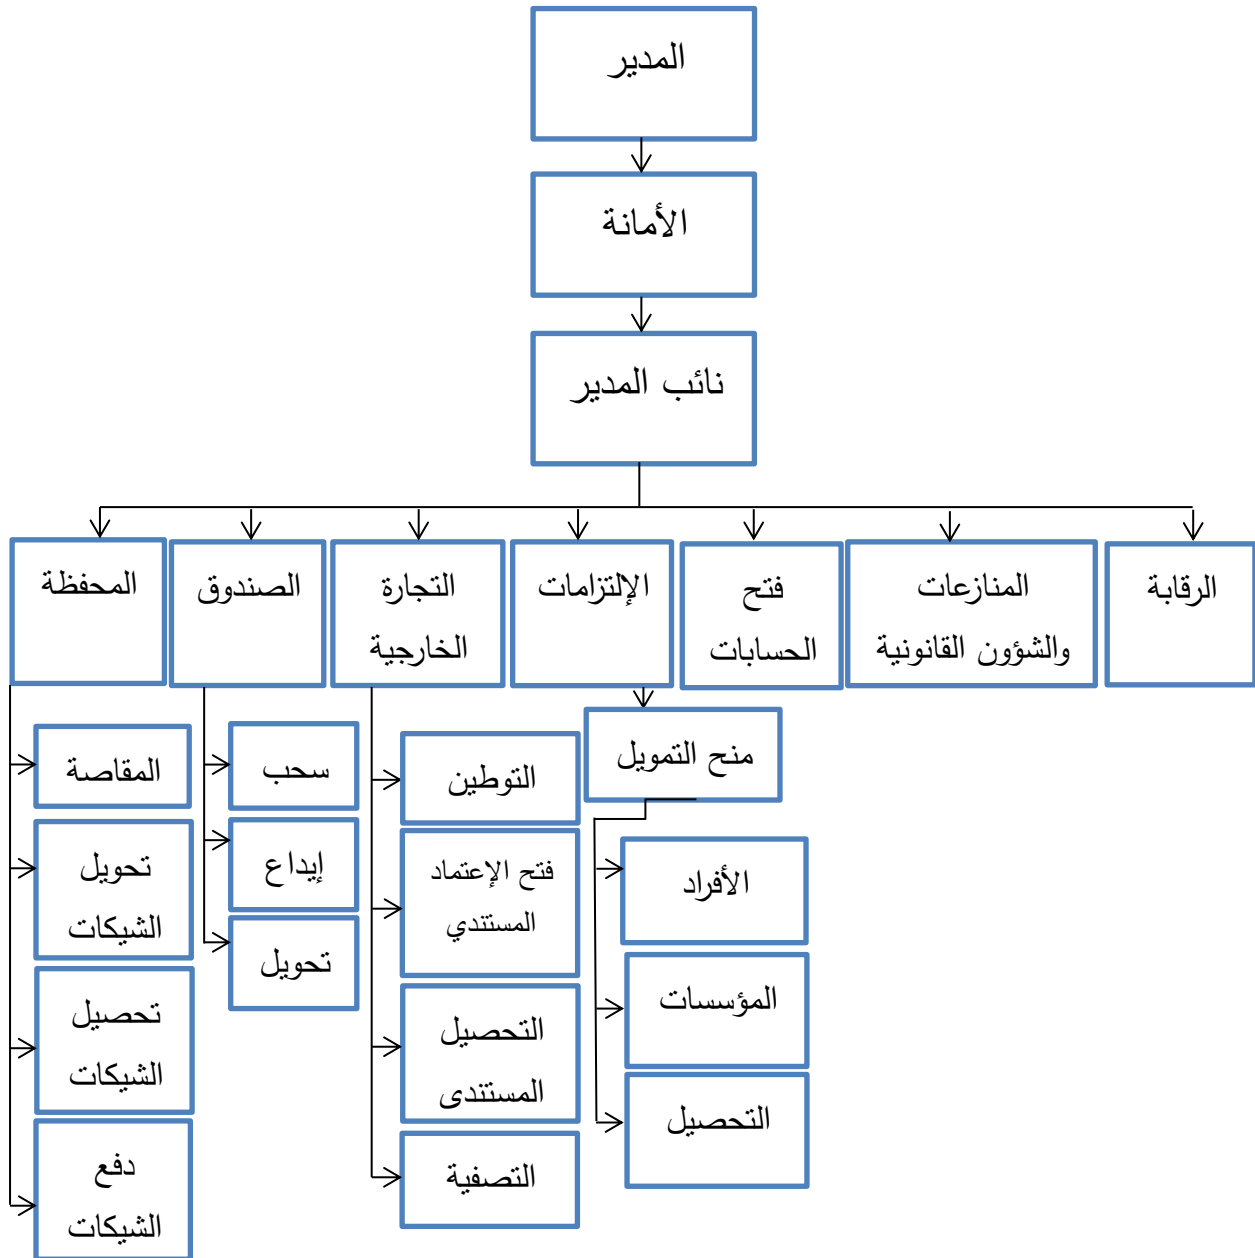 المدير
الأمانة
نائب المدير
الرقابة
المنازعات
والشؤون القانونية
فتح
الحسابات
الإلتزامات
التجارة
الخارجية
الصندوق
المحفظة
منح التمويل
الأفراد
المؤسسات
التحصيل
التوطين
فتح الإعتماد
المستندي
التحصيل
المستندى
التصفية
سحب
إيداع
تحويل
المقاصة
تحويل
الشيكات
تحصيل
الشيكات
دفع
الشيكات